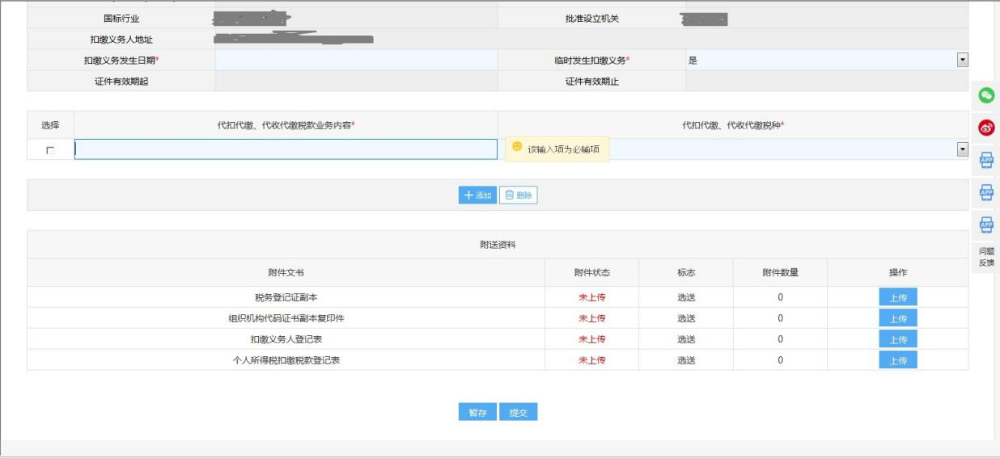 国标行业 批准设立机关
扣缴义务人地址
扣缴义务发生日期* 临时发生扣缴义务* 是
证件有效期起 证件有效期止
选择 代扣代缴、代收代缴税款业务内容* 代扣代缴、代收代缴税种*
该输入项为必输项
添加 删除
附送资料
附件文书 附件状态 标志 附件数量 操作
税务登记证副本 未上传 选送 0 上传
组织机构代码证书副本复印件 未上传 选送 0 上传
扣缴义务人登记表 未上传 选送 0 上传
个人所得税扣缴税款登记表 未上传 选送 0 上传
暂存 提交
APP
APP
APP
问题
反馈